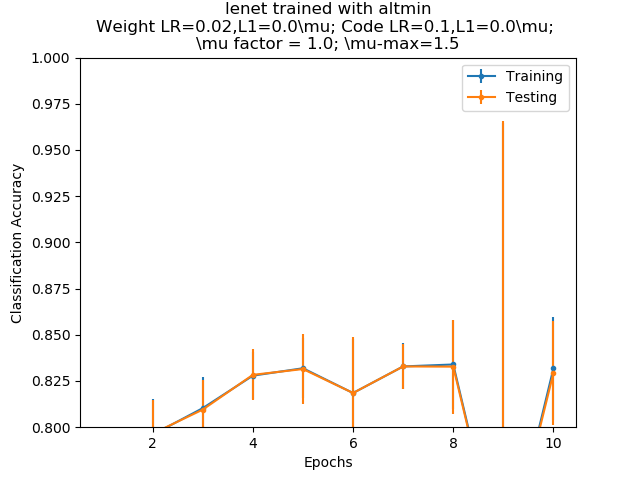 lenet trained with altmin
Weight LR=0.02,L1=0.0\mu; Code LR=0.1,L1=0.0\mu;
\mu factor = 1.0; \mu-max=1.5
Training
Testing
Classification Accuracy
1.000
0.975
0.950
0.925
0.900
0.875
0.850
0.825
0.800
2 4 6 8 10
Epochs